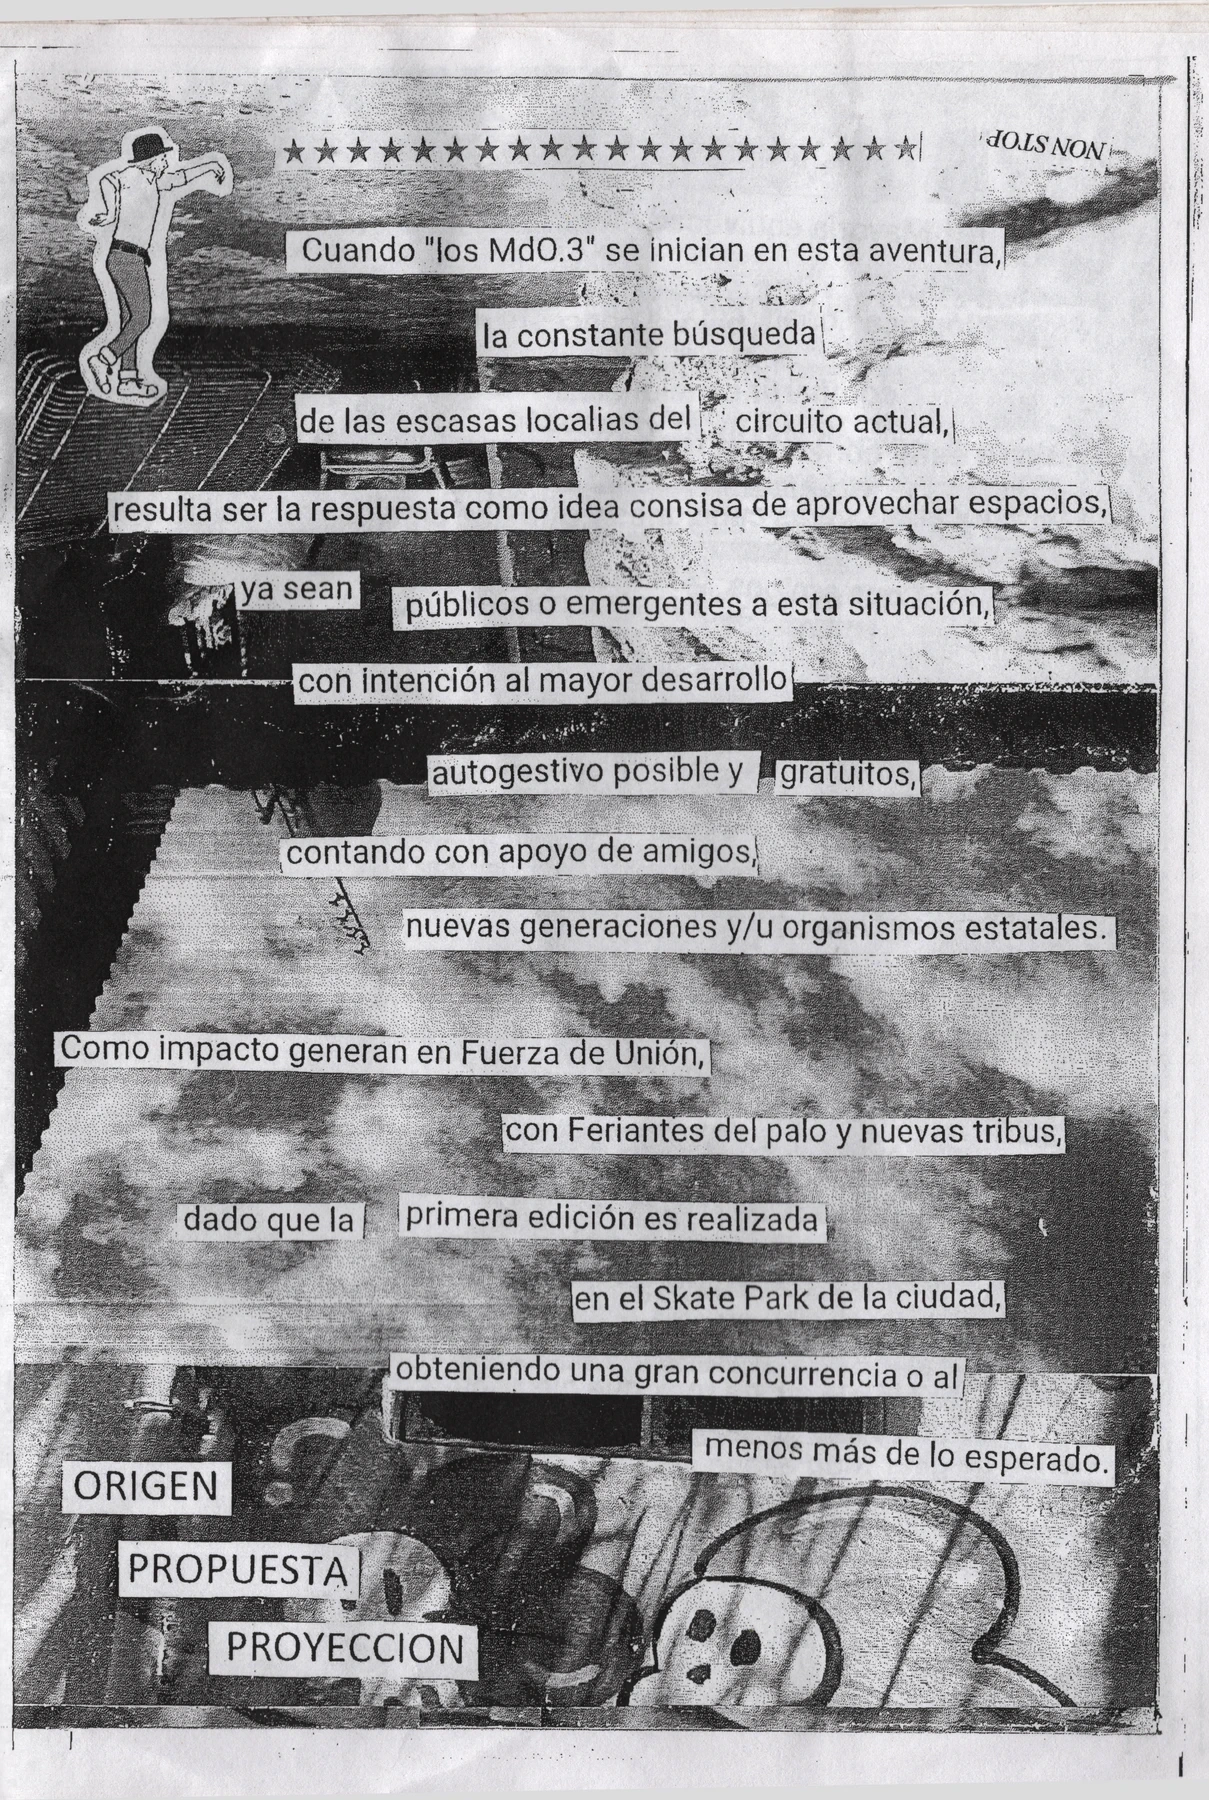 ★★★★★★★★★★★★★★★★★★★★
NON STOP
Cuando "los MdO.3" se inician en esta aventura,
la constante búsqueda
de las escasas localias del circuito actual,
resulta ser la respuesta como idea consisa de aprovechar espacios,
ya sean públicos o emergentes a esta situación,
con intención al mayor desarrollo
autogestivo posible y gratuitos,
contando con apoyo de amigos,
nuevas generaciones y/u organismos estatales.
Como impacto generan en Fuerza de Unión,
con Feriantes del palo y nuevas tribus,
dado que la primera edición es realizada
en el Skate Park de la ciudad,
obteniendo una gran concurrencia o al
menos más de lo esperado.
ORIGEN
PROPUESTA
PROYECCION